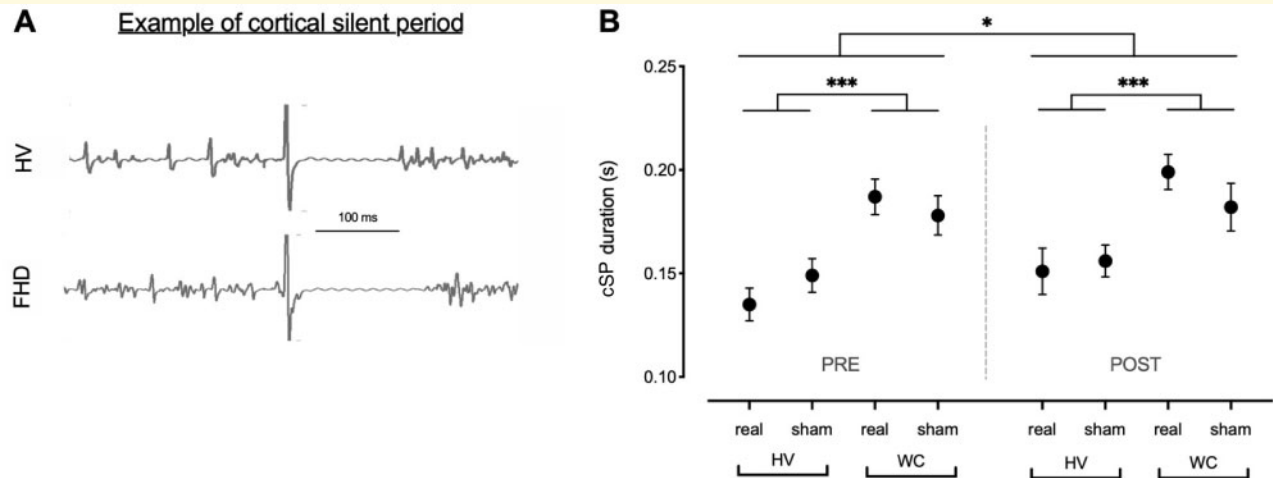 A
Example of cortical silent period
HV
100 ms
FHD
B
*
***
***
0.25
0.20
0.15
0.10
cSP duration (s)
PRE
POST
real sham real sham real sham real sham
HV WC HV WC